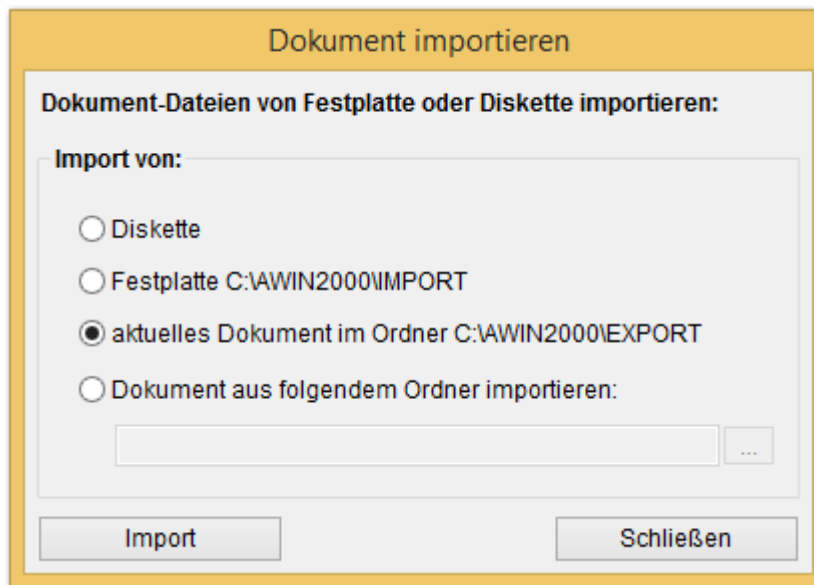 Dokument importieren
Dokument-Dateien von Festplatte oder Diskette importieren:
Import von:
Diskette
Festplatte C:\AWIN2000\IMPORT
aktuelles Dokument im Ordner C:\AWIN2000\EXPORT
Dokument aus folgendem Ordner importieren:
...
Import
Schließen